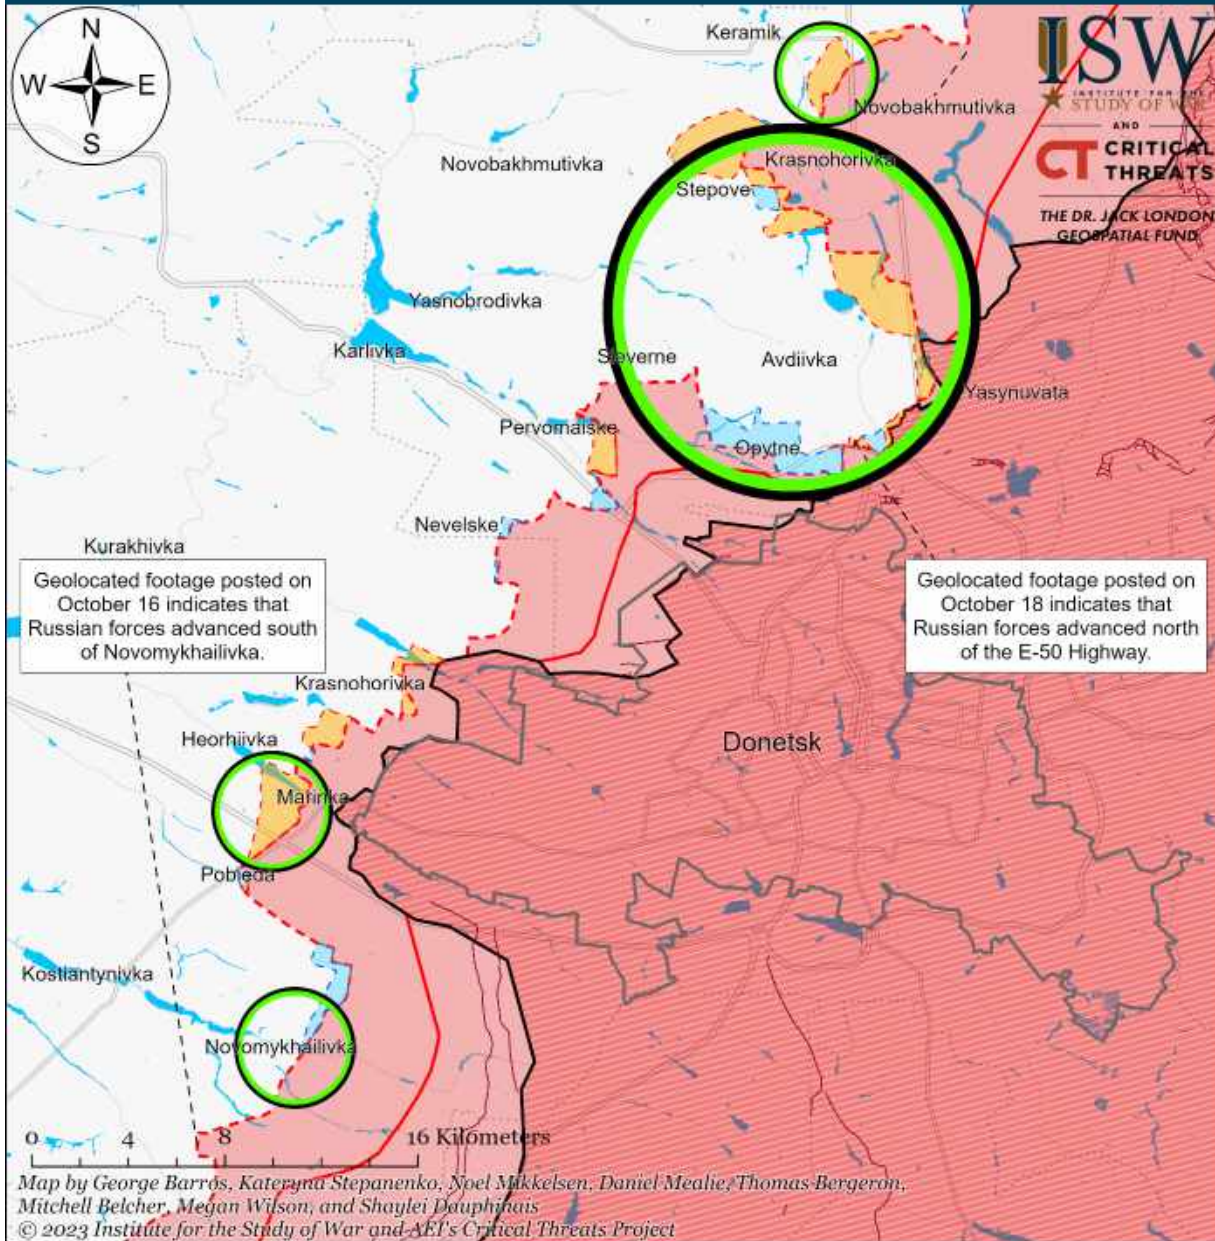 N
W E
S
Keramik
ISW
INSTITUTE FOR THE
STUDY OF WAR
AND
CT CRITICAL
THREATS
THE DR. JACK LONDON
GEOSPATIAL FUND
Novobakhmutivka
Novobakhmutivka
Krasnohorivka
Stepove
Yasnobrodivka
Karlivka
Sieverne
Avdiivka
Yasynuvata
Pervomaiske
Opytne
Nevelske
Kurakhivka
Geolocated footage posted on
October 16 indicates that
Russian forces advanced south
of Novomykhailivka.
Geolocated footage posted on
October 18 indicates that
Russian forces advanced north
of the E-50 Highway.
Krasnohorivka
Heorhiivka
Donetsk
Marinka
Pobieda
Kostiantynivka
Novomykhailivka
0 4 8 16 Kilometers
Map by George Barros, Kateryna Stepanenko, Noel Mikkelsen, Daniel Mealie, Thomas Bergeron,
Mitchell Belcher, Megan Wilson, and Shaylei Dauphinais
© 2023 Institute for the Study of War and AEI's Critical Threats Project